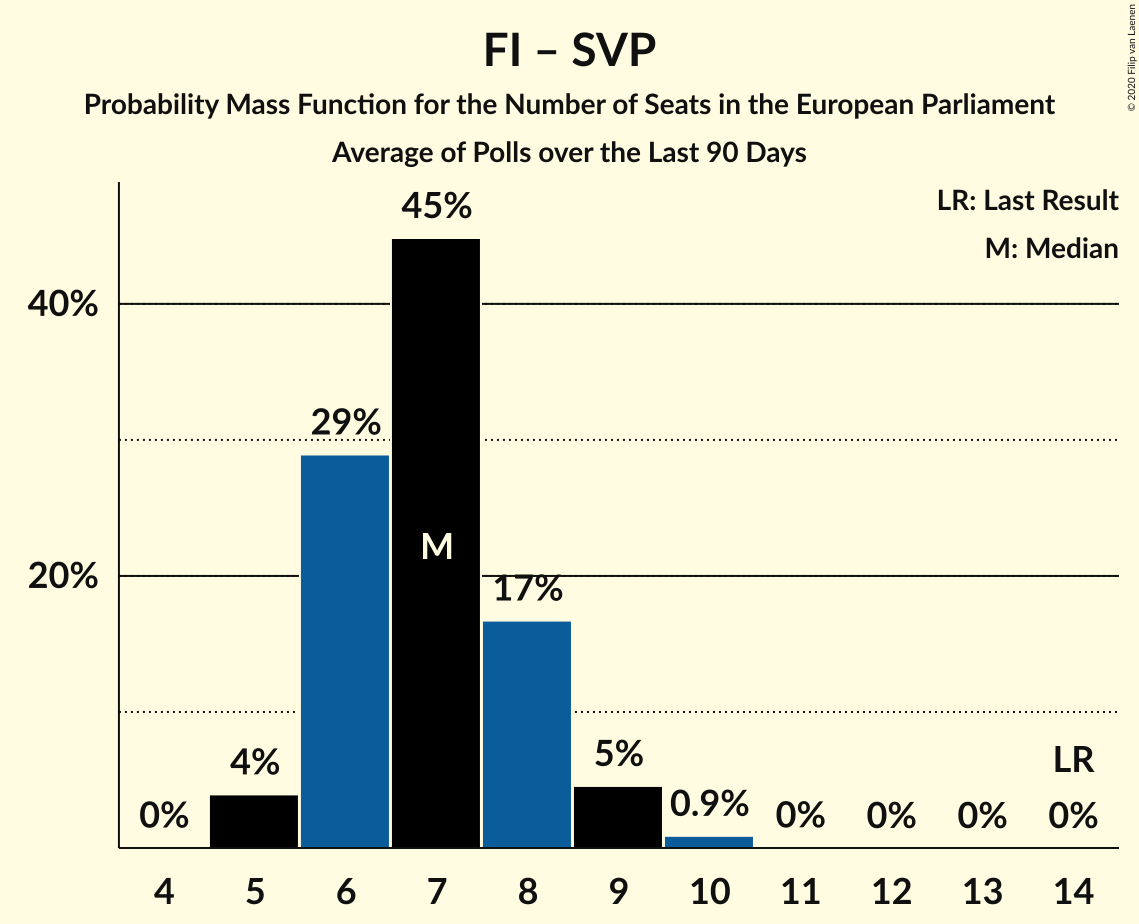 FI – SVP
Probability Mass Function for the Number of Seats in the European Parliament
Average of Polls over the Last 90 Days
© 2020 Filip van Laenen
LR: Last Result
M: Median
45%
40%
29%
M
20%
17%
LR
5%
4%
0%
0.9%
0%
0%
0%
0%
4 5 6 7 8 9 10 11 12 13 14